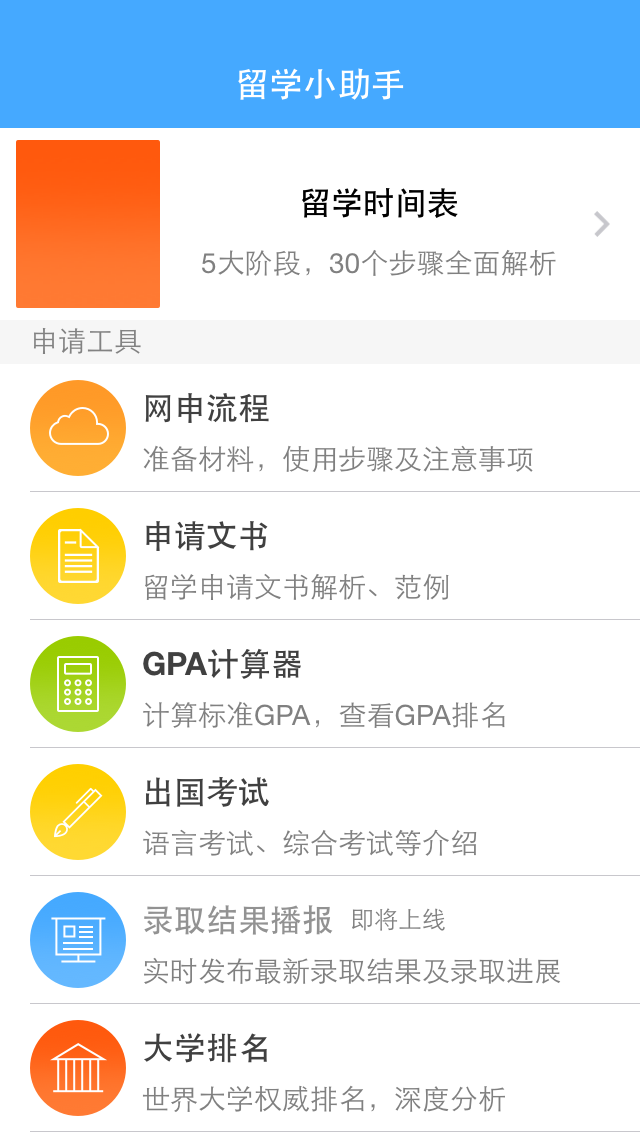 留学小助手
留学时间表
5大阶段，30个步骤全面解析
申请工具
网申流程
准备材料，使用步骤及注意事项
申请文书
留学申请文书解析、范例
GPA计算器
计算标准GPA，查看GPA排名
出国考试
语言考试、综合考试等介绍
录取结果播报 即将上线
实时发布最新录取结果及录取进展
大学排名
世界大学权威排名，深度分析